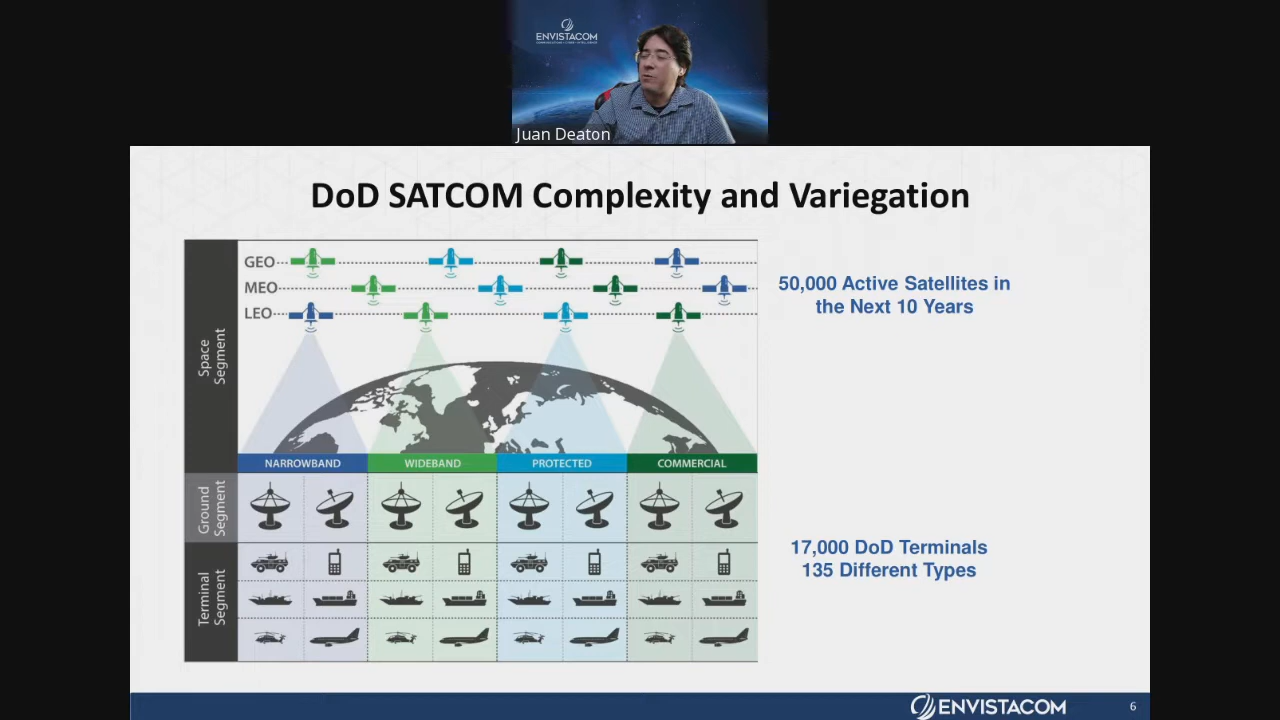 ENVISTACOM
Juan Deaton
DoD SATCOM Complexity and Variegation
GEO
MEO
LEO
Space
Segment
50,000 Active Satellites in
the Next 10 Years
NARROWBAND
WIDEBAND
PROTECTED
COMMERCIAL
Ground
Segment
Terminal
Segment
17,000 DoD Terminals
135 Different Types
ENVISTACOM
6